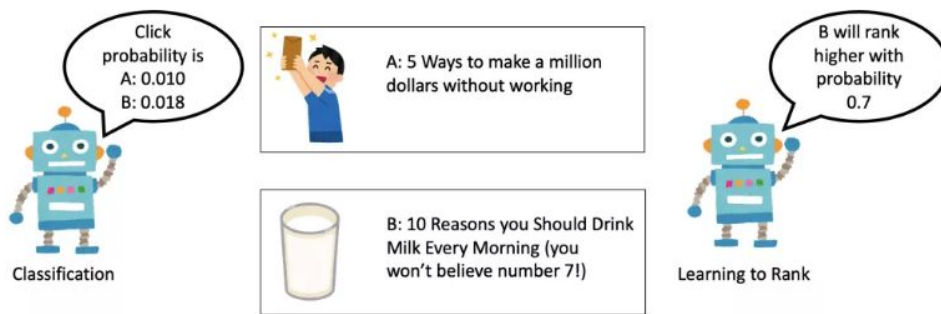 Click
probability is
A: 0.010
B: 0.018
Classification
A: 5 Ways to make a million
dollars without working
B: 10 Reasons you Should Drink
Milk Every Morning (you
won't believe number 7!)
B will rank
higher with
probability
0.7
Learning to Rank